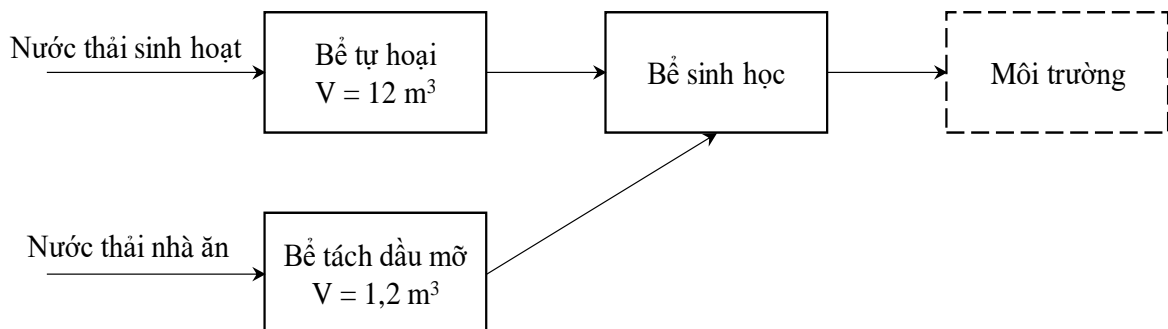 Nước thải sinh hoạt
Bể tự hoại
V = 12 m³
Bể sinh học
Môi trường
Nước thải nhà ăn
Bể tách dầu mỡ
V = 1,2 m³